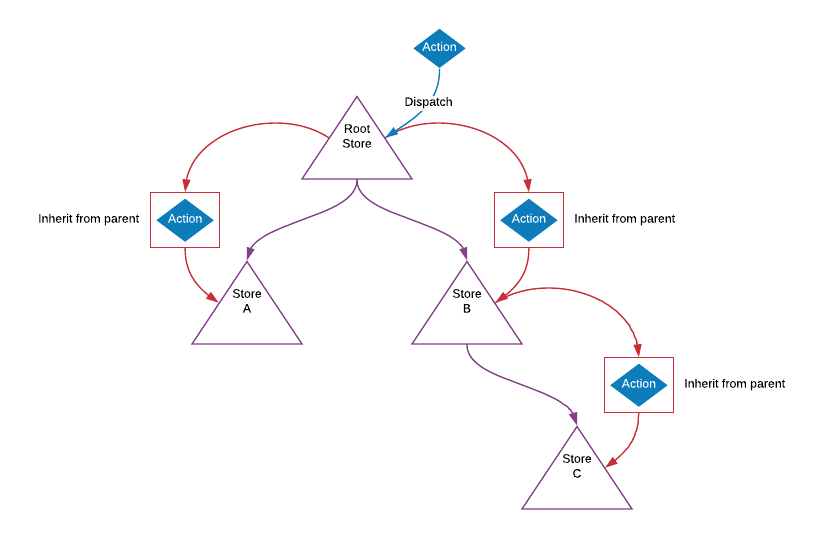 Action
Dispatch
Root
Store
Inherit from parent
Action
Action
Inherit from parent
Store
A
Store
B
Action
Inherit from parent
Store
C